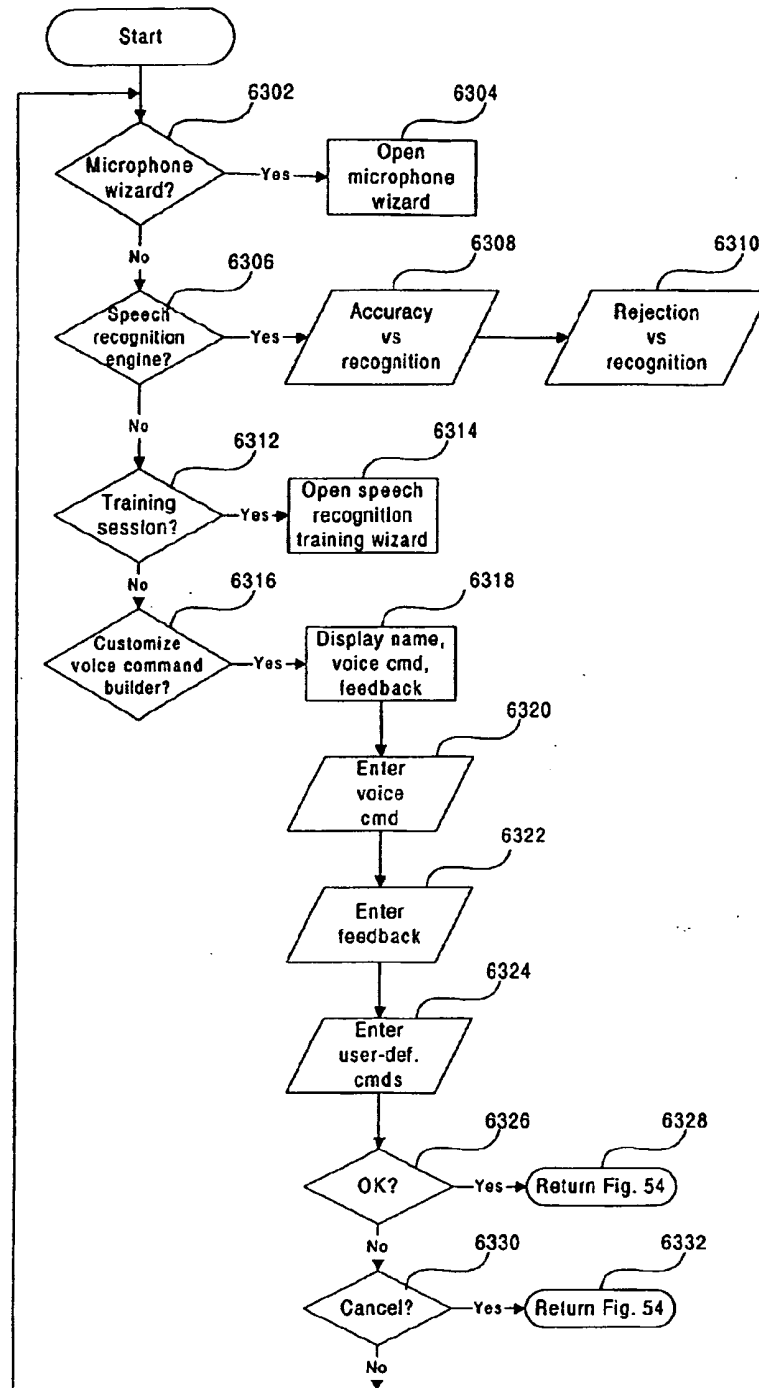 Start
6302
6304
Microphone
wizard?
Yes
Open
microphone
wizard
No
6306
6308
6310
Speech
recognition
engine?
Yes
Accuracy
vs
recognition
Rejection
vs
recognition
No
6312
6314
Training
session?
Yes
Open speech
recognition
training wizard
No
6316
6318
Customize
voice command
builder?
Yes
Display name,
voice cmd,
feedback
6320
Enter
voice
cmd
6322
Enter
feedback
6324
Enter
user-def.
cmds
6326
6328
OK?
Yes
Return Fig. 54
No
6330
6332
Cancel?
Yes
Return Fig. 54
No